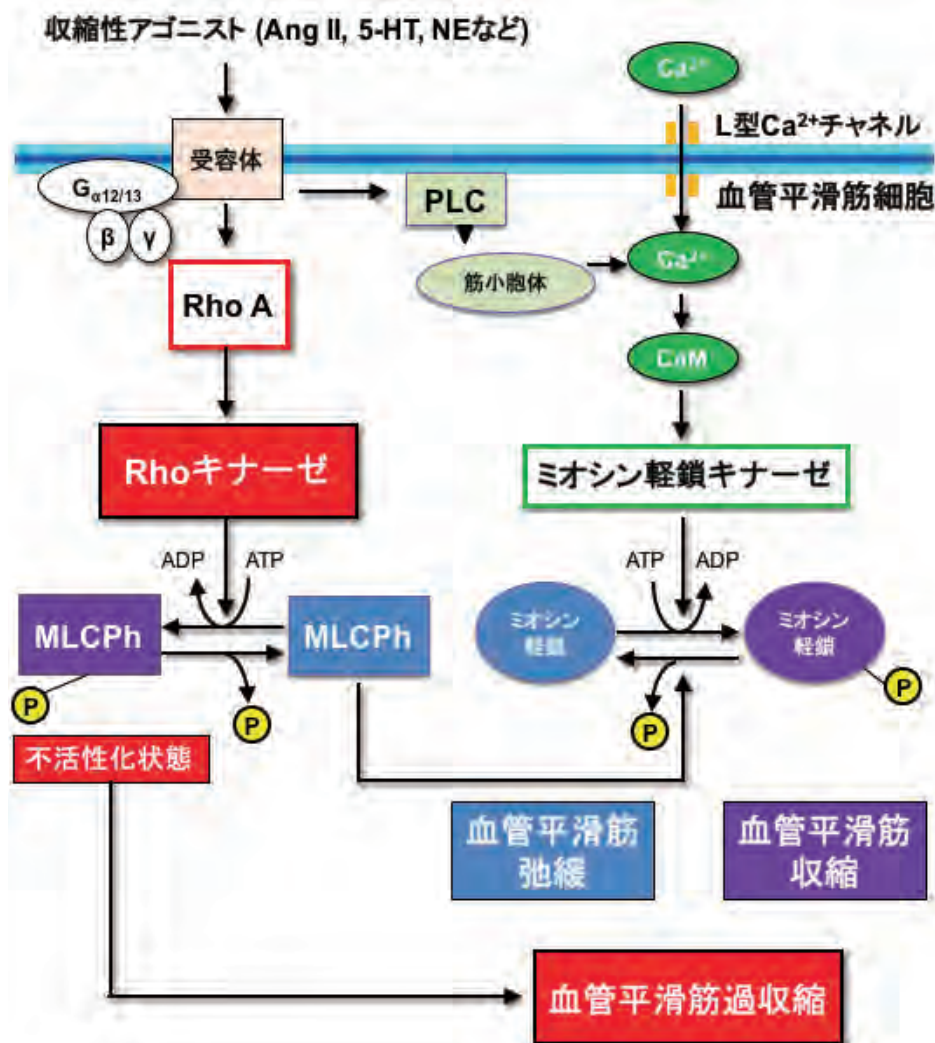 収縮性アゴニスト (Ang II, 5-HT, NEなど)
Ca²⁺
L型Ca²⁺チャネル
受容体
Gα12/13
β
γ
PLC
血管平滑筋細胞
筋小胞体
Ca²⁺
Rho A
CaM
Rhoキナーゼ
ミオシン軽鎖キナーゼ
ADP
ATP
ATP
ADP
MLCPh
MLCPh
ミオシン
軽鎖
ミオシン
軽鎖
P
P
P
P
不活性化状態
血管平滑筋
弛緩
血管平滑筋
収縮
血管平滑筋過収縮